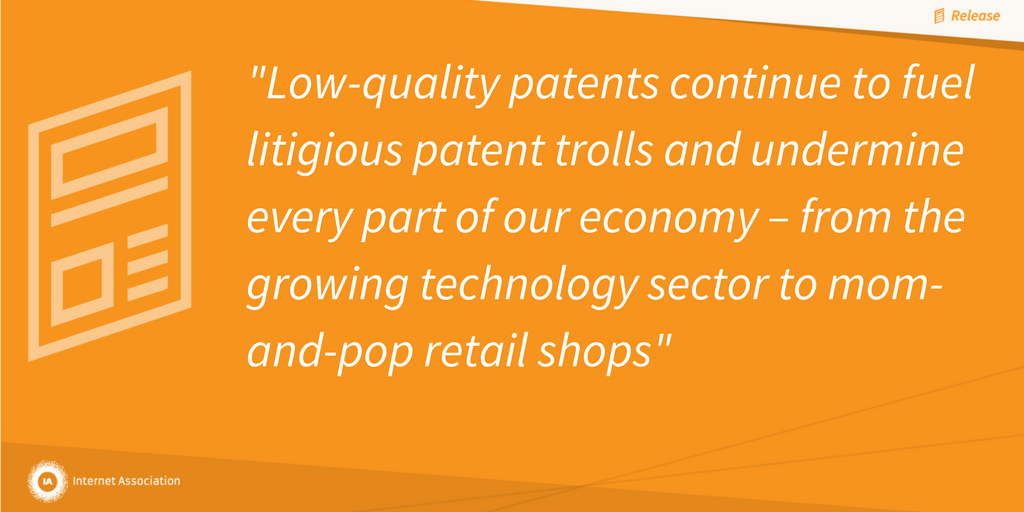 Release
"Low-quality patents continue to fuel
litigious patent trolls and undermine
every part of our economy – from the
growing technology sector to mom-
and-pop retail shops"
IA
Internet Association